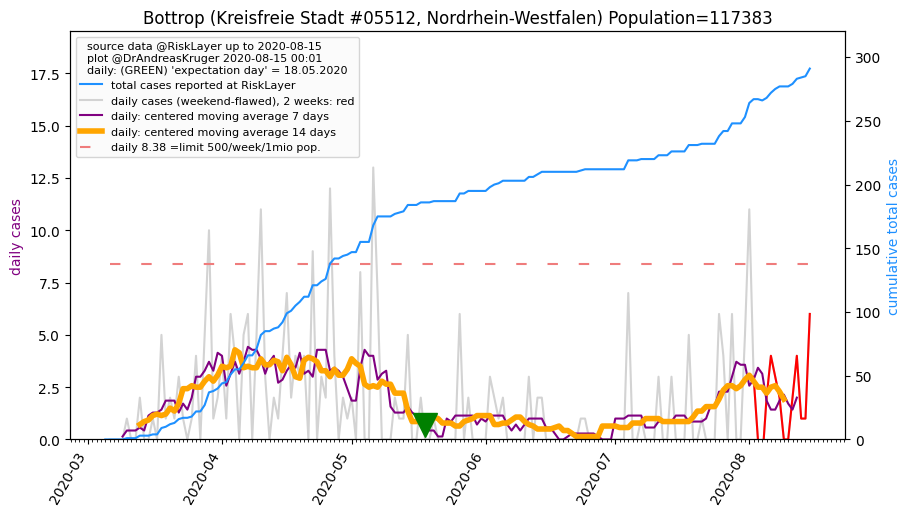 Bottrop (Kreisfreie Stadt #05512, Nordrhein-Westfalen) Population=117383
source data @RiskLayer up to 2020-08-15
plot @DrAndreasKruger 2020-08-15 00:01
daily: (GREEN) 'expectation day' = 18.05.2020
total cases reported at RiskLayer
daily cases (weekend-flawed), 2 weeks: red
daily: centered moving average 7 days
daily: centered moving average 14 days
daily 8.38 =limit 500/week/1mio pop.
daily cases
17.5
15.0
12.5
10.0
7.5
5.0
2.5
0.0
cumulative total cases
300
250
200
150
100
50
0
2020-03
2020-04
2020-05
2020-06
2020-07
2020-08